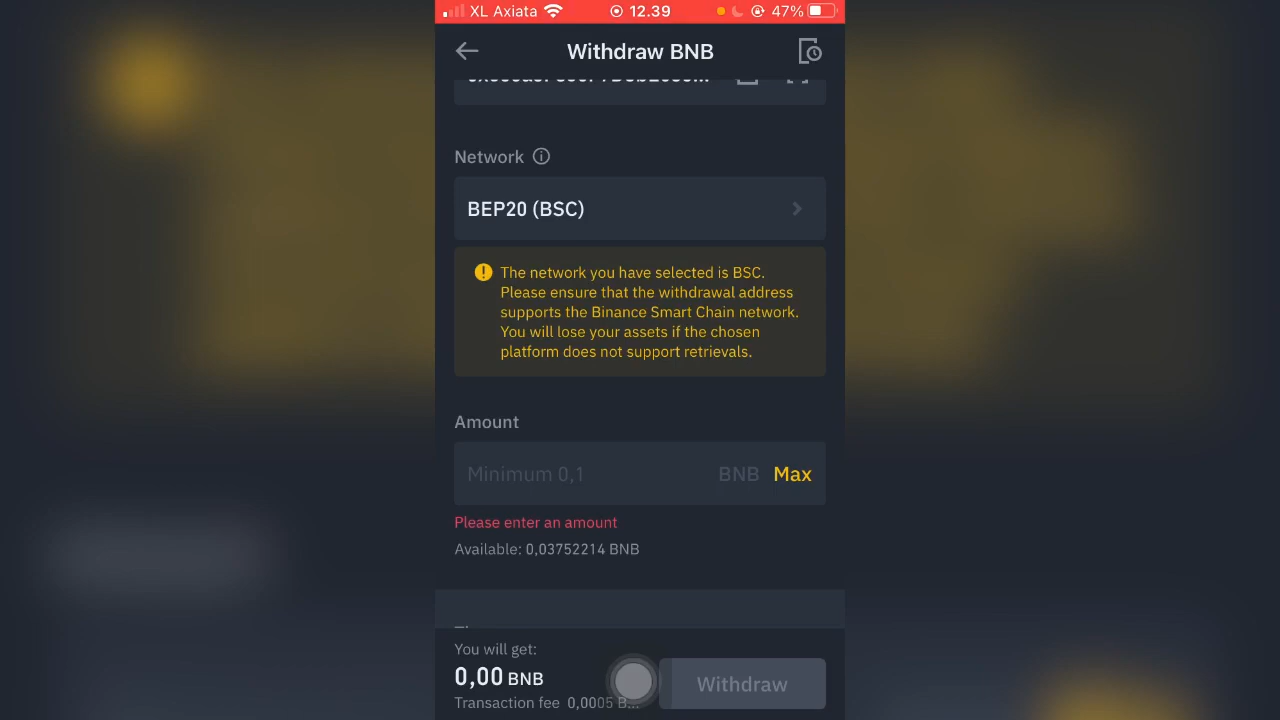 XL Axiata 12.39 47%
Withdraw BNB
Network
BEP20 (BSC)
The network you have selected is BSC.
Please ensure that the withdrawal address
supports the Binance Smart Chain network.
You will lose your assets if the chosen
platform does not support retrievals.
Amount
Minimum 0,1 BNB Max
Please enter an amount
Available: 0,03752214 BNB
You will get:
0,00 BNB
Transaction fee 0,0005 B...
Withdraw